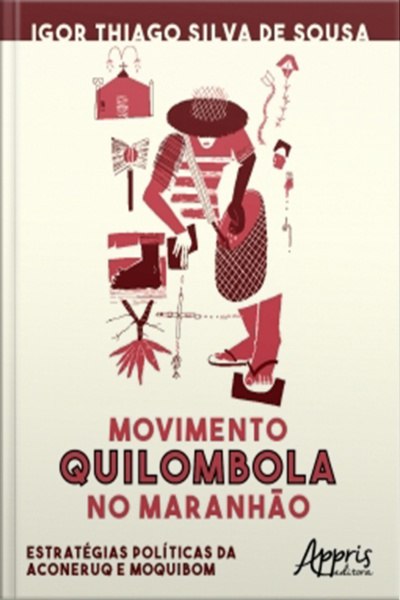 IGOR THIAGO SILVA DE SOUSA
MOVIMENTO
QUILOMBOLA
NO MARANHÃO
ESTRATÉGIAS POLÍTICAS DA
ACONERUQ E MOQUIBOM
Appris
editora